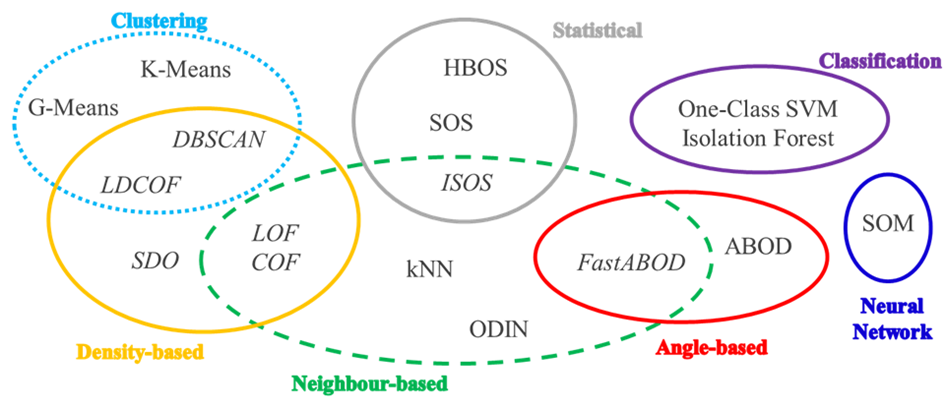 Clustering
K-Means
G-Means
DBSCAN
LDCOF
SDO
LOF
COF
Density-based
Statistical
HBOS
SOS
ISOS
kNN
ODIN
Neighbour-based
FastABOD
ABOD
Angle-based
Classification
One-Class SVM
Isolation Forest
SOM
Neural
Network